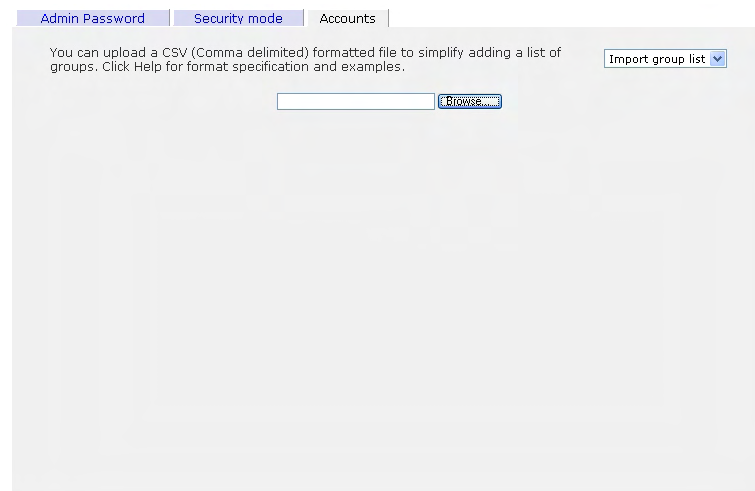 Admin Password Security mode Accounts
You can upload a CSV (Comma delimited) formatted file to simplify adding a list of
groups. Click Help for format specification and examples.
Import group list
Browse...